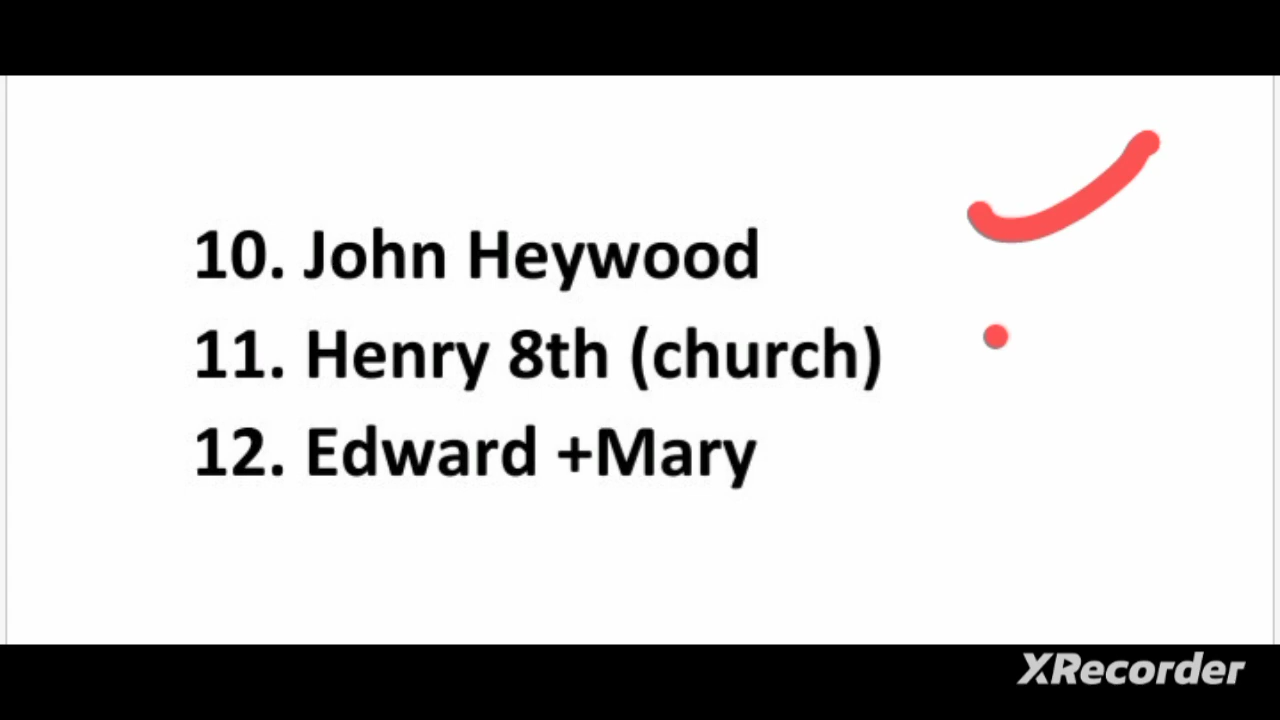 10. John Heywood
11. Henry 8th (church)
12. Edward +Mary
XRecorder